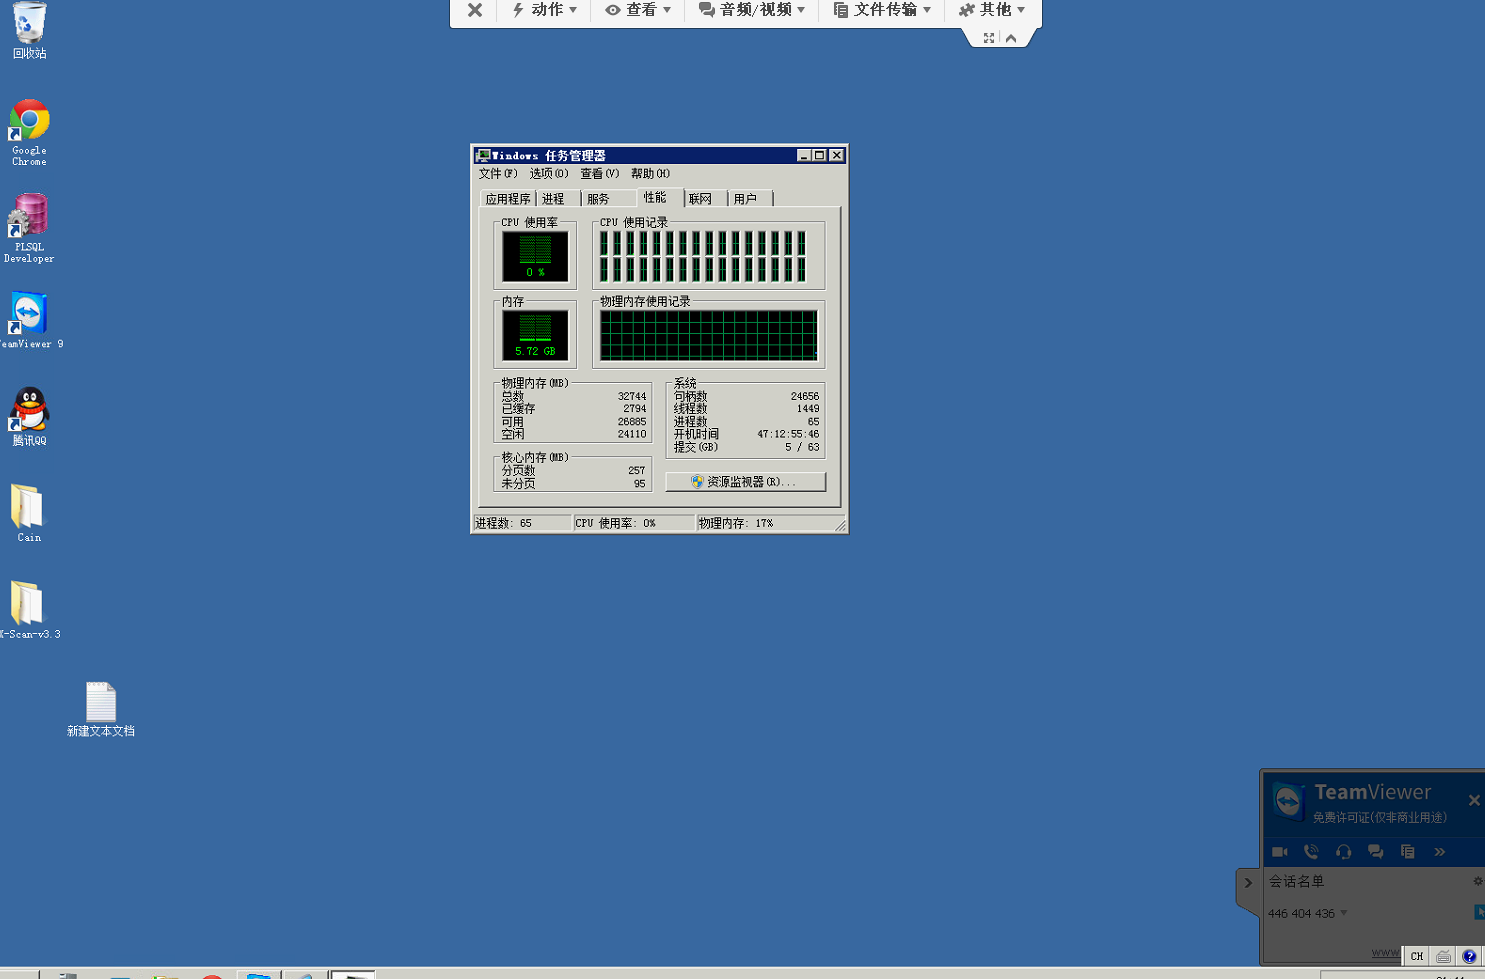 动作
查看
音频/视频
文件传输
其他
回收站
Google
Chrome
PLSQL
Developer
eamViewer 9
腾讯QQ
Cain
X-Scan-v3.3
新建文本文档
Windows 任务管理器
文件(F) 选项(O) 查看(V) 帮助(H)
应用程序 进程 服务 性能 联网 用户
CPU 使用率
0 %
CPU 使用记录
内存
5.72 GB
物理内存使用记录
物理内存(MB)
总数 32744
已缓存 2794
可用 26885
空闲 24110
核心内存(MB)
分页数 257
未分页 95
系统
句柄数 24656
线程数 1449
进程数 65
开机时间 47:12:55:46
提交(GB) 5 / 63
资源监视器(R)...
进程数: 65 CPU 使用率: 0% 物理内存: 17%
TeamViewer
免费许可证(仅非商业用途)
会话名单
446 404 436
www
CH